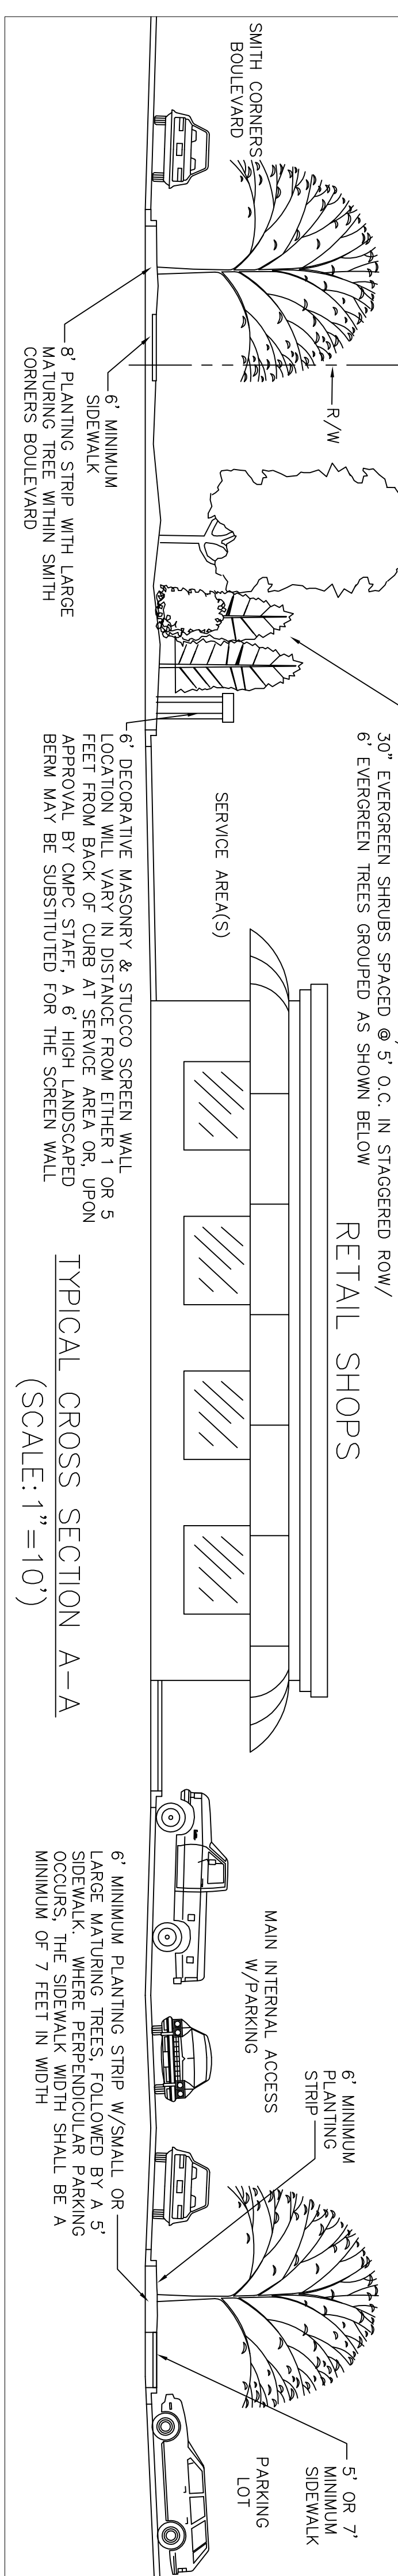 SMITH CORNERS
BOULEVARD
R/W
6' MINIMUM
SIDEWALK
8' PLANTING STRIP WITH LARGE
MATURING TREE WITHIN SMITH
CORNERS BOULEVARD
30" EVERGREEN SHRUBS SPACED @ 5' O.C. IN STAGGERED ROW/
6' EVERGREEN TREES GROUPED AS SHOWN BELOW
SERVICE AREA(S)
6' DECORATIVE MASONRY & STUCCO SCREEN WALL
LOCATION WILL VARY IN DISTANCE FROM EITHER 1 OR 5
FEET FROM BACK OF CURB AT SERVICE AREA OR, UPON
APPROVAL BY CMPC STAFF, A 6' HIGH LANDSCAPED
BERM MAY BE SUBSTITUTED FOR THE SCREEN WALL
RETAIL SHOPS
TYPICAL CROSS SECTION A-A
(SCALE: 1"=10')
MAIN INTERNAL ACCESS
W/PARKING
6' MINIMUM
PLANTING
STRIP
6' MINIMUM PLANTING STRIP W/SMALL OR
LARGE MATURING TREES, FOLLOWED BY A 5'
SIDEWALK. WHERE PERPENDICULAR PARKING
OCCURS, THE SIDEWALK WIDTH SHALL BE A
MINIMUM OF 7 FEET IN WIDTH
5' OR 7'
MINIMUM
SIDEWALK
PARKING
LOT